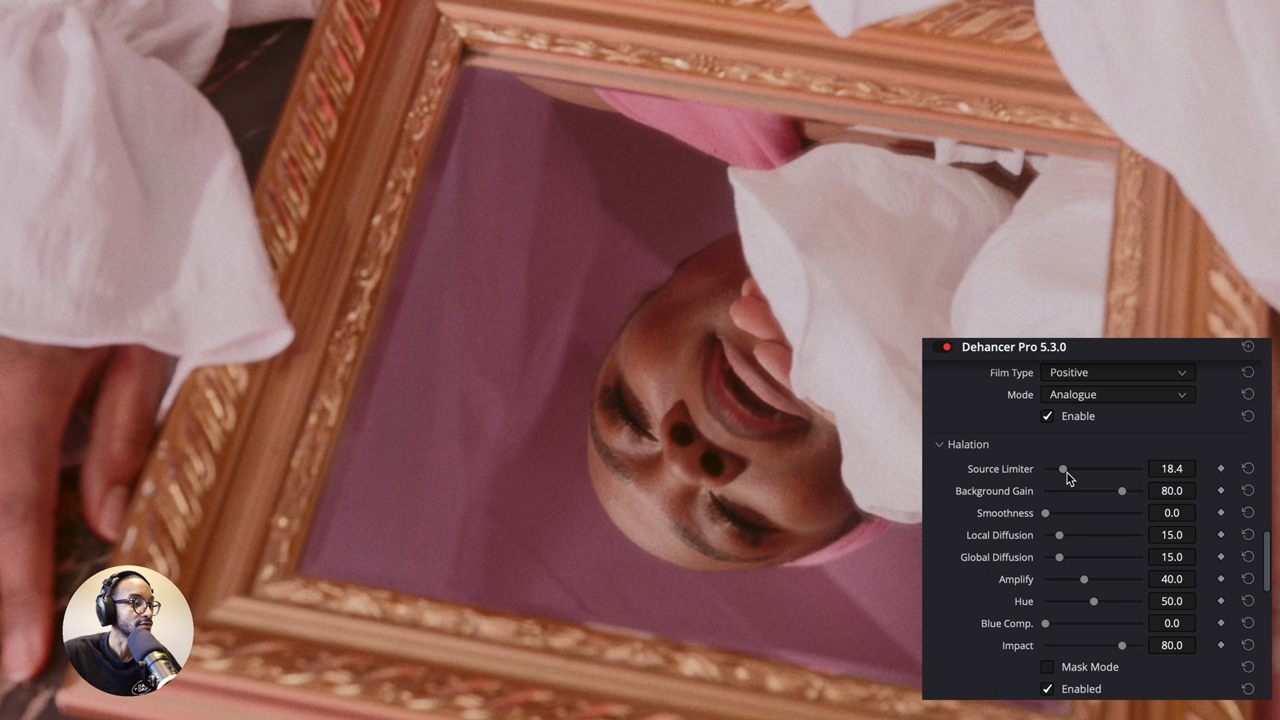 Dehancer Pro 5.3.0
Film Type Positive
Mode Analogue
Enable
Halation
Source Limiter 18.4
Background Gain 80.0
Smoothness 0.0
Local Diffusion 15.0
Global Diffusion 15.0
Amplify 40.0
Hue 50.0
Blue Comp. 0.0
Impact 80.0
Mask Mode
Enabled